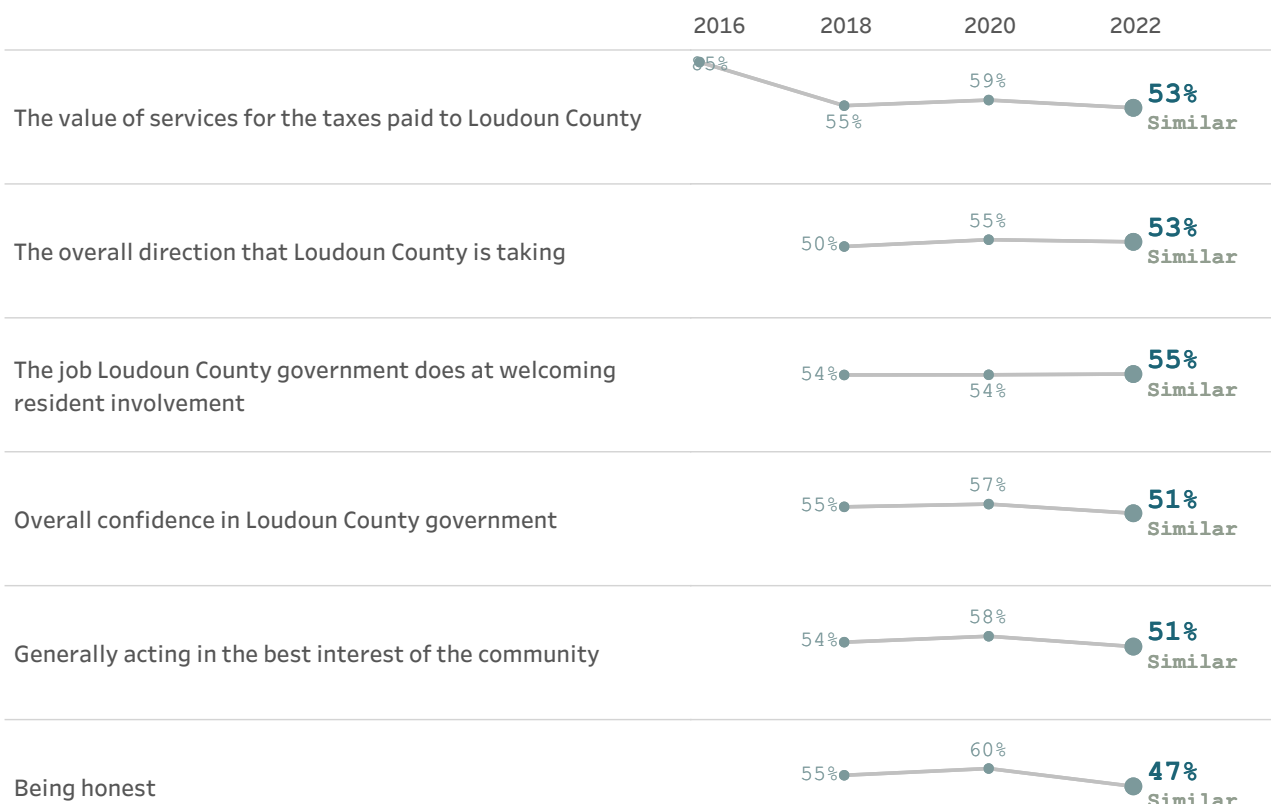 2016 2018 2020 2022
85%
59%
53%
The value of services for the taxes paid to Loudoun County
55%
Similar
55%
53%
50%
The overall direction that Loudoun County is taking
Similar
55%
The job Loudoun County government does at welcoming
54%
54%
Similar
resident involvement
57%
51%
55%
Overall confidence in Loudoun County government
Similar
58%
51%
54%
Generally acting in the best interest of the community
Similar
60%
47%
55%
Being honest
Similar